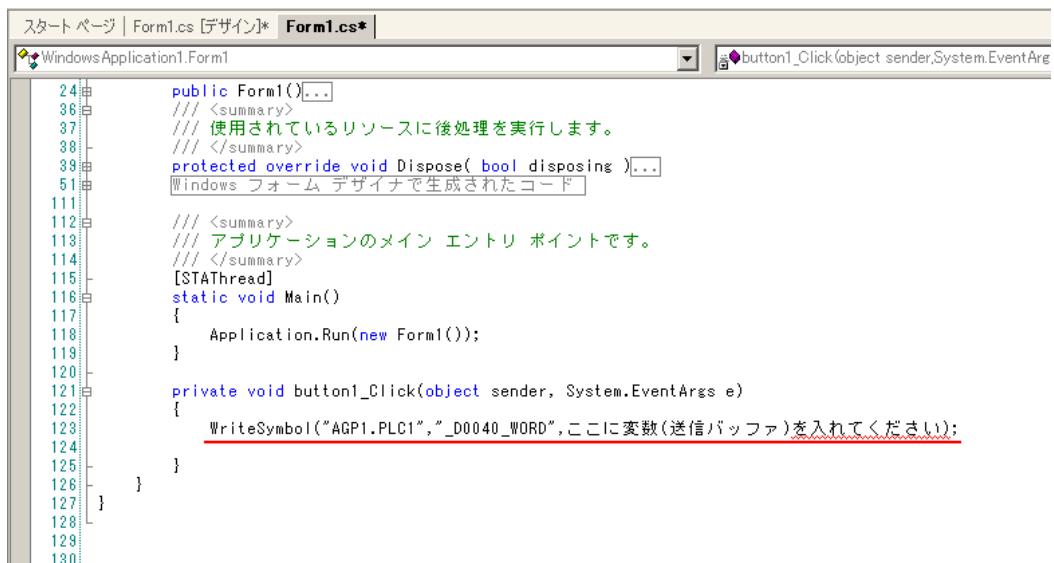 スタート ページ | Form1.cs [デザイン]* Form1.cs*
WindowsApplication1.Form1 button1_Click(object sender,System.EventArg
24 public Form1()...
36 /// <summary>
37 /// 使用されているリソースに後処理を実行します。
38 /// </summary>
39 protected override void Dispose( bool disposing )...
51 Windows フォーム デザイナで生成されたコード
111
112 /// <summary>
113 /// アプリケーションのメイン エントリ ポイントです。
114 /// </summary>
115 [STAThread]
116 static void Main()
117 {
118 Application.Run(new Form1());
119 }
120
121 private void button1_Click(object sender, System.EventArgs e)
122 {
123 WriteSymbol("AGP1.PLC1","_D0040_WORD",ここに変数(送信バッファ)を入れてください);
124
125 }
126 }
127 }
128
129
130